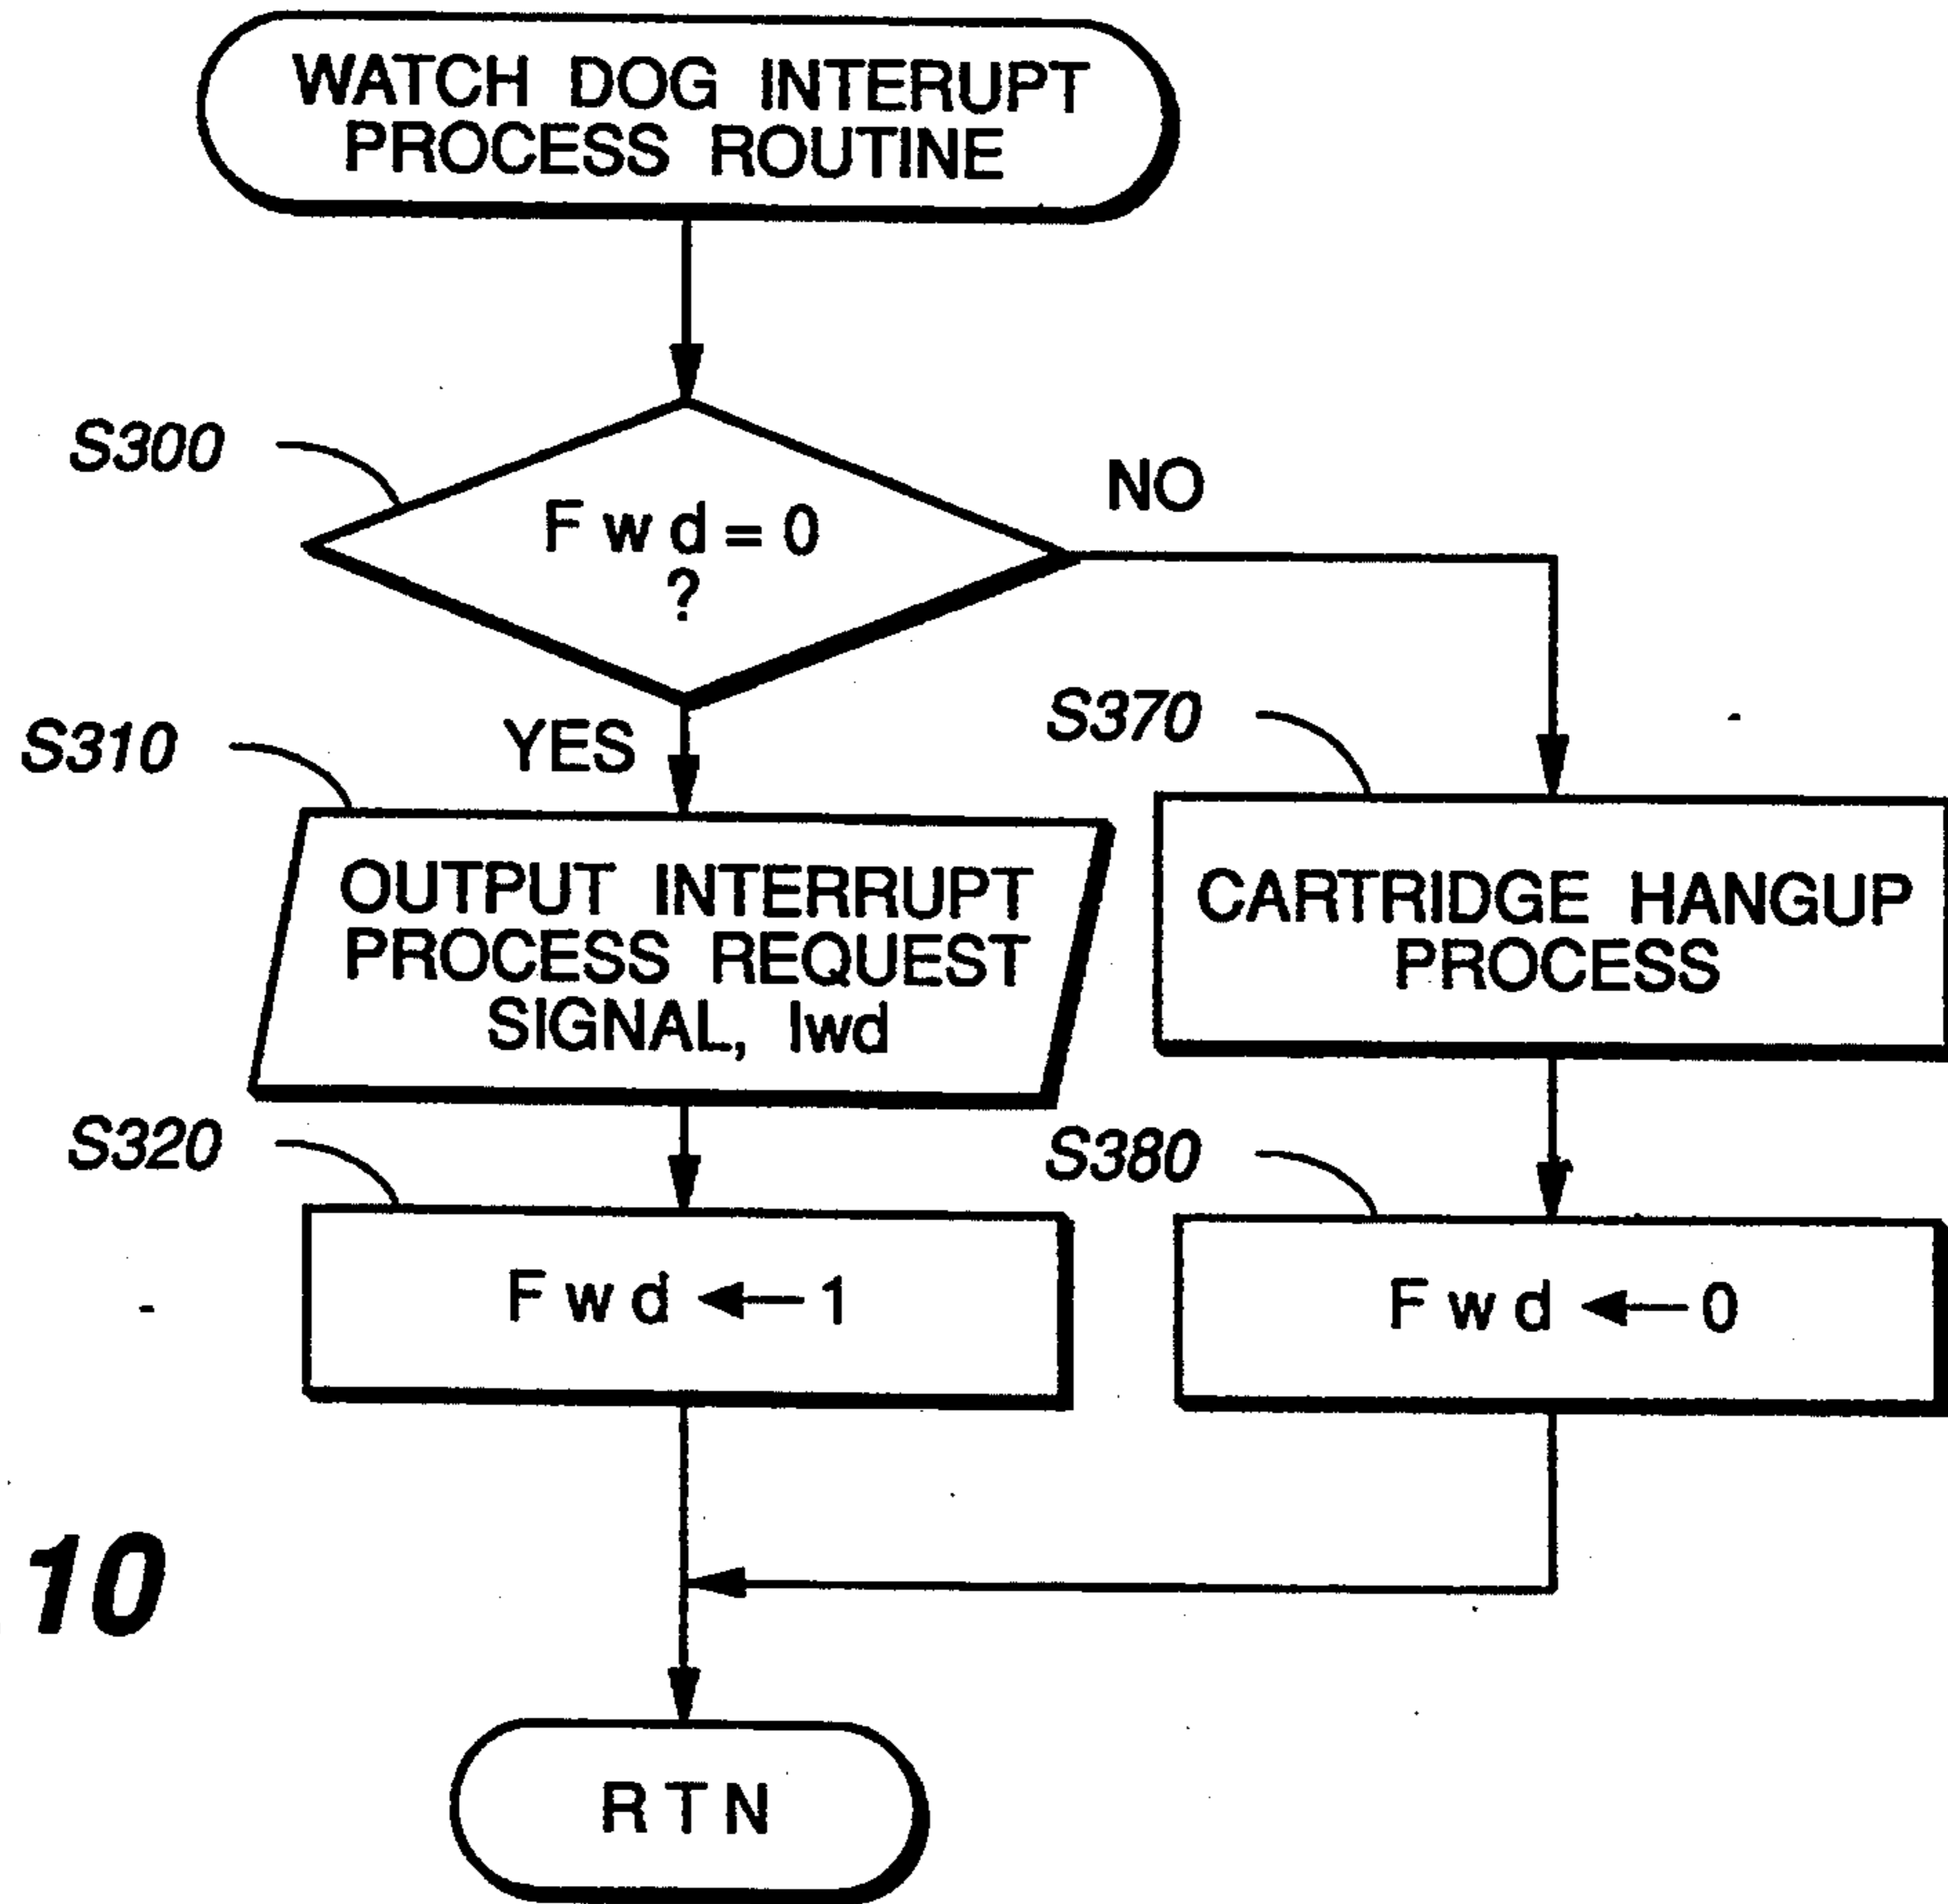 WATCH DOG INTERUPT
PROCESS ROUTINE
S300
Fwd=0
?
NO
YES
S310
OUTPUT INTERRUPT
PROCESS REQUEST
SIGNAL, Iwd
S370
CARTRIDGE HANGUP
PROCESS
S320
Fwd ← 1
S380
Fwd ← 0
10
RTN